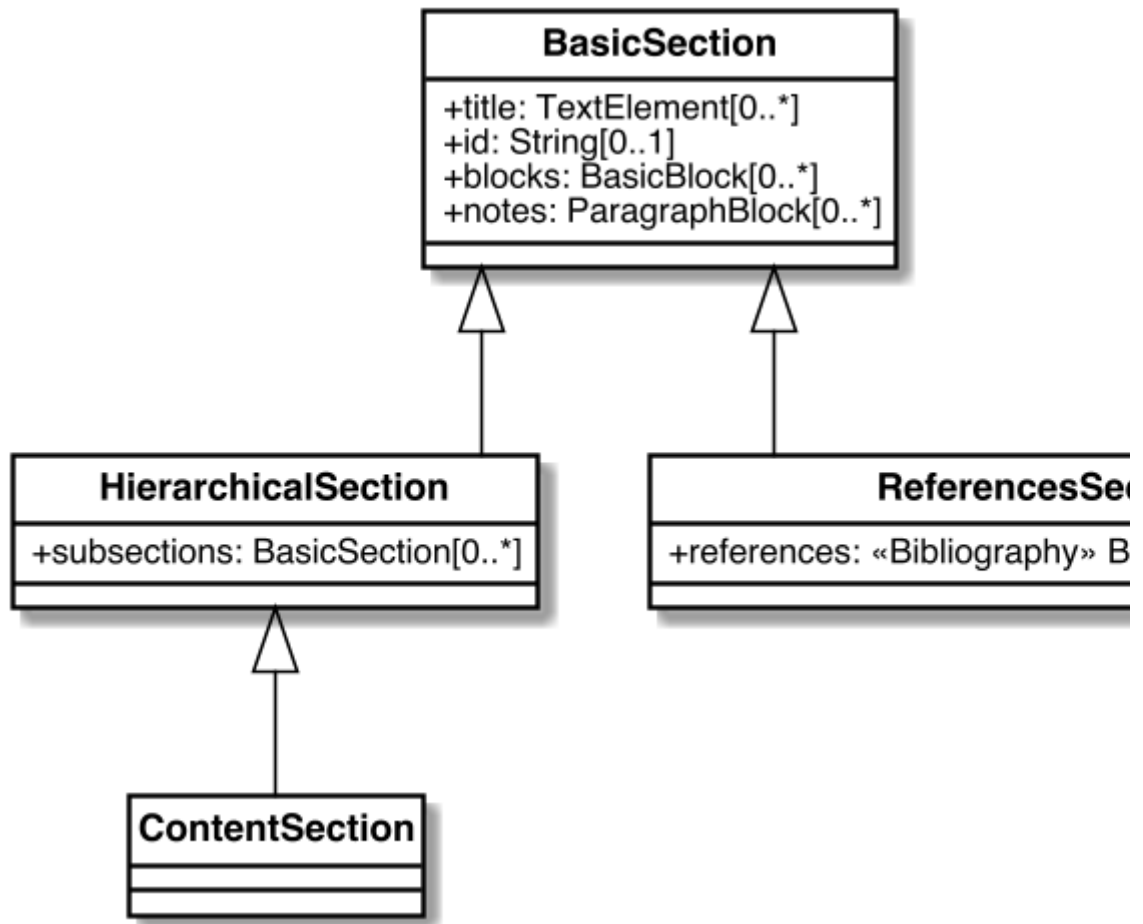 BasicSection
+title: TextElement[0..*]
+id: String[0..1]
+blocks: BasicBlock[0..*]
+notes: ParagraphBlock[0..*]
HierarchicalSection
+subsections: BasicSection[0..*]
ReferencesSec
+references: «Bibliography» B
ContentSection